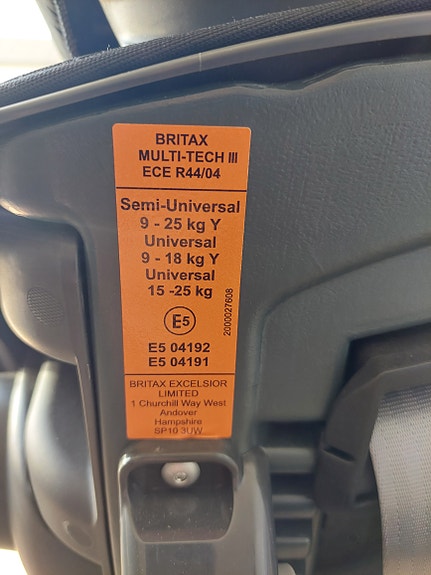 BRITAX
MULTI-TECH III
ECE R44/04
Semi-Universal
9 - 25 kg Y
Universal
9 - 18 kg Y
Universal
15 -25 kg
E5
E5 04192
E5 04191
2000027608
BRITAX EXCELSIOR
LIMITED
1 Churchill Way West
Andover
Hampshire
SP10 3UW